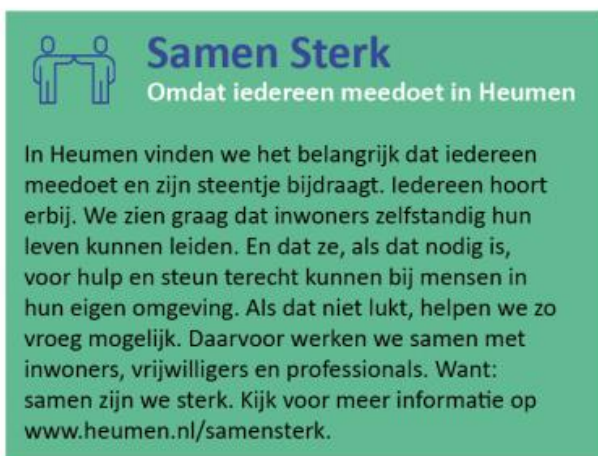 Samen Sterk
Omdat iedereen meedoet in Heumen
In Heumen vinden we het belangrijk dat iedereen
meedoet en zijn steentje bijdraagt. Iedereen hoort
erbij. We zien graag dat inwoners zelfstandig hun
leven kunnen leiden. En dat ze, als dat nodig is,
voor hulp en steun terecht kunnen bij mensen in
hun eigen omgeving. Als dat niet lukt, helpen we zo
vroeg mogelijk. Daarvoor werken we samen met
inwoners, vrijwilligers en professionals. Want:
samen zijn we sterk. Kijk voor meer informatie op
www.heumen.nl/samensterk.